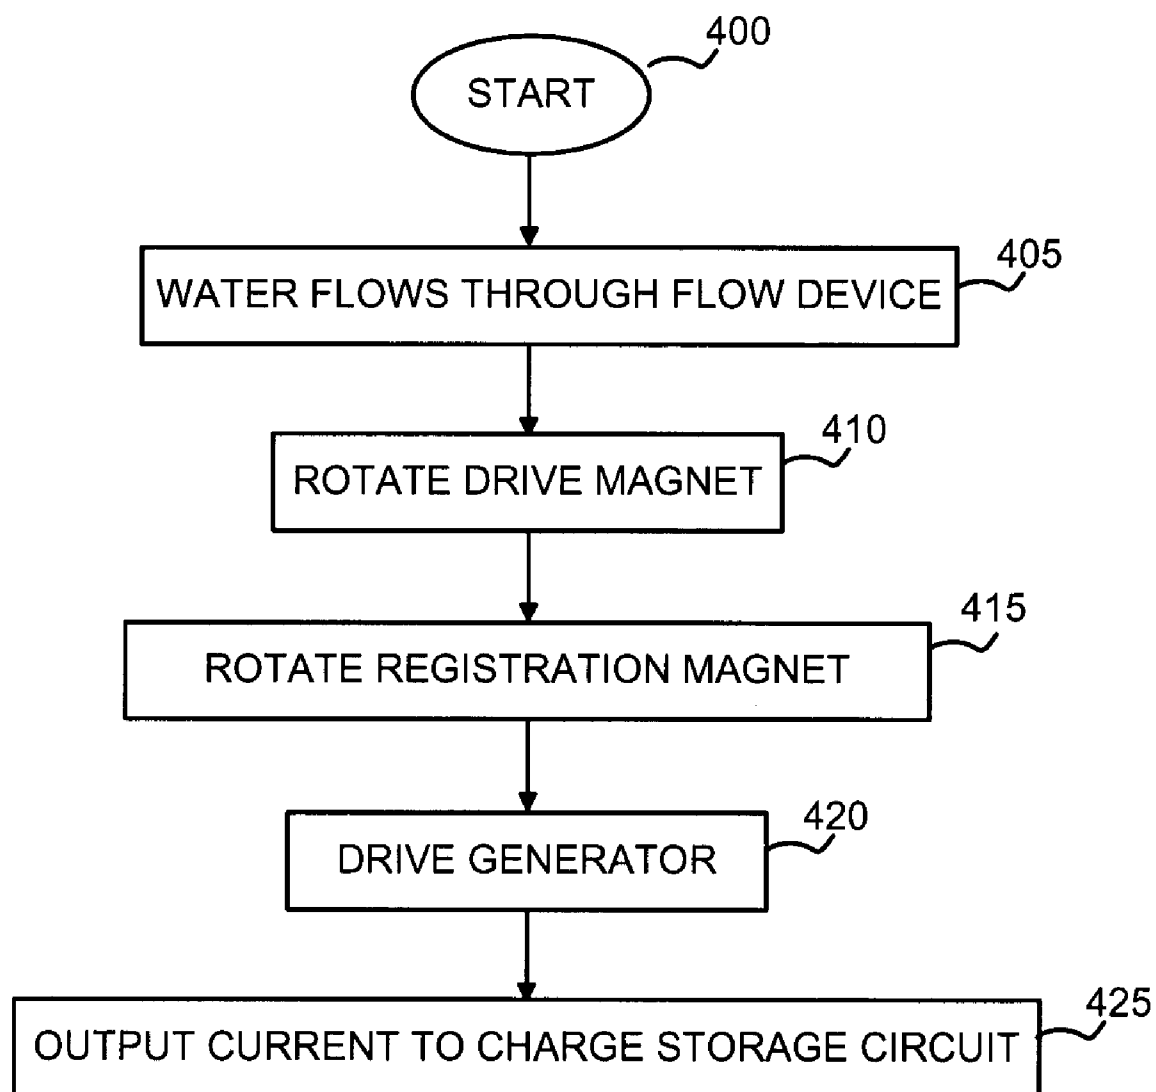 400
START
405
WATER FLOWS THROUGH FLOW DEVICE
410
ROTATE DRIVE MAGNET
415
ROTATE REGISTRATION MAGNET
420
DRIVE GENERATOR
425
OUTPUT CURRENT TO CHARGE STORAGE CIRCUIT